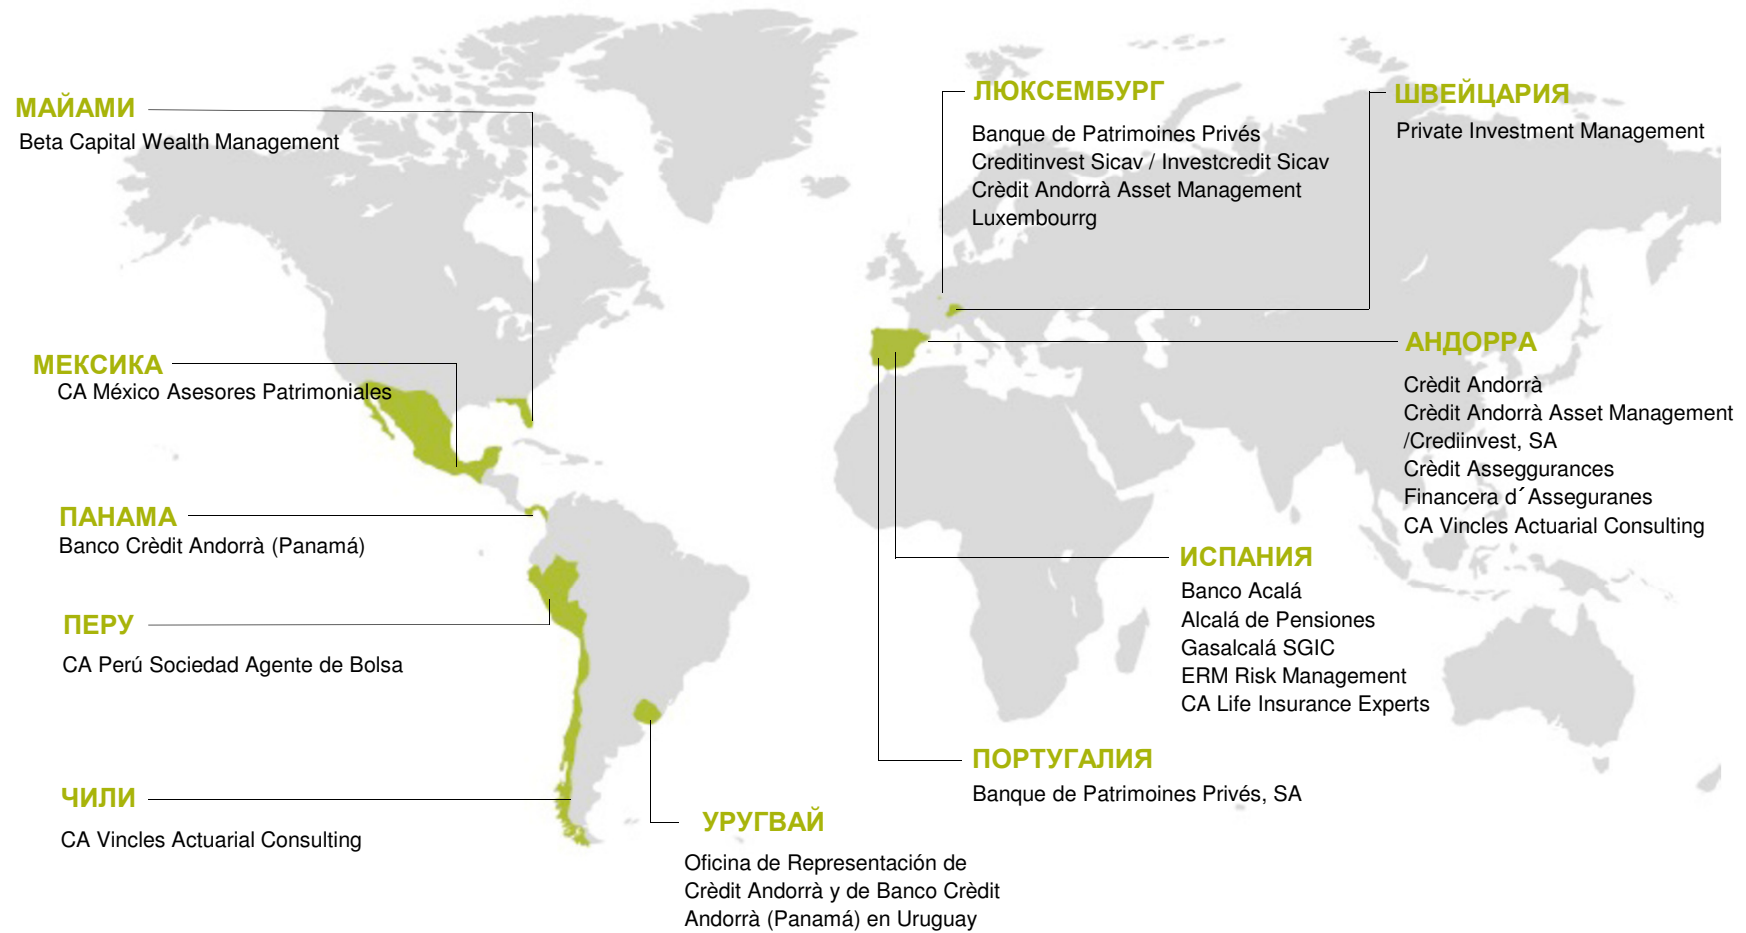 МАЙАМИ
Beta Capital Wealth Management
МЕКСИКА
CA México Asesores Patrimoniales
ПАНАМА
Banco Crèdit Andorrà (Panamá)
ПЕРУ
CA Perú Sociedad Agente de Bolsa
ЧИЛИ
CA Vincles Actuarial Consulting
УРУГВАЙ
Oficina de Representación de
Crèdit Andorrà y de Banco Crèdit
Andorrà (Panamá) en Uruguay
ЛЮКСЕМБУРГ
Banque de Patrimoines Privés
Creditinvest Sicav / Investcredit Sicav
Crèdit Andorrà Asset Management
Luxembourrg
ШВЕЙЦАРИЯ
Private Investment Management
АНДОРРА
Crèdit Andorrà
Crèdit Andorrà Asset Management
/Crediinvest, SA
Crèdit Asseggurances
Financera d´Asseguranes
CA Vincles Actuarial Consulting
ИСПАНИЯ
Banco Acalá
Alcalá de Pensiones
Gasalcalá SGIC
ERM Risk Management
CA Life Insurance Experts
ПОРТУГАЛИЯ
Banque de Patrimoines Privés, SA